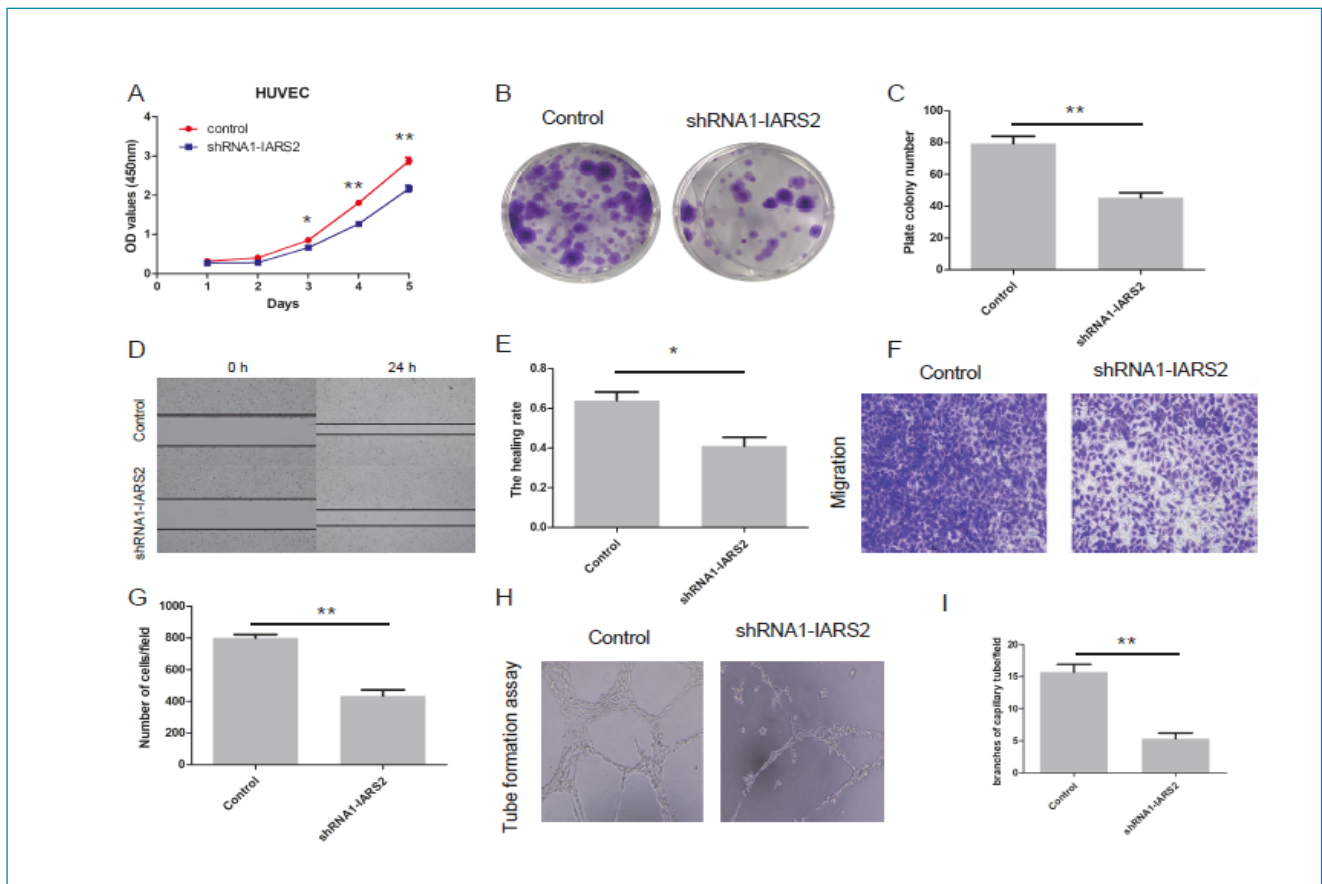 A
HUVEC
control
shRNA1-IARS2
OD values (450nm)
4
3
2
1
0
**
**
*
0 1 2 3 4 5
Days
B
Control shRNA1-IARS2
C
Plate colony number
100
80
60
40
20
0
**
Control
shRNA1-IARS2
D
0 h 24 h
Control
shRNA1-IARS2
E
The healing rate
0.8
0.6
0.4
0.2
0.0
*
Control
shRNA1-IARS2
F
Control shRNA1-IARS2
Migration
G
Number of cells/field
1000
800
600
400
200
0
**
Control
shRNA1-IARS2
H
Control shRNA1-IARS2
Tube formation assay
I
branches of capillary tube/field
20
15
10
5
0
**
Control
shRNA1-IARS2